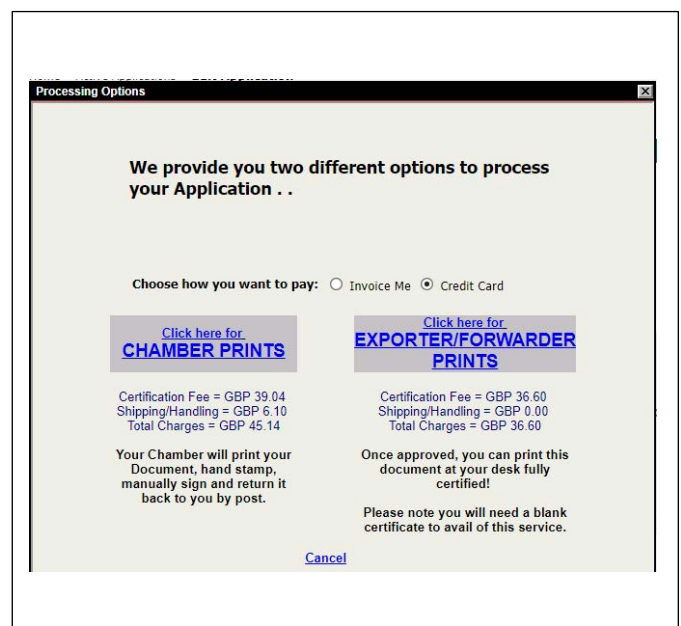 Processing Options
We provide you two different options to process
your Application . .
Choose how you want to pay: Invoice Me Credit Card
Click here for
CHAMBER PRINTS
Certification Fee = GBP 39.04
Shipping/Handling = GBP 6.10
Total Charges = GBP 45.14
Your Chamber will print your
Document, hand stamp,
manually sign and return it
back to you by post.
Click here for
EXPORTER/FORWARDER
PRINTS
Certification Fee = GBP 36.60
Shipping/Handling = GBP 0.00
Total Charges = GBP 36.60
Once approved, you can print this
document at your desk fully
certified!
Please note you will need a blank
certificate to avail of this service.
Cancel